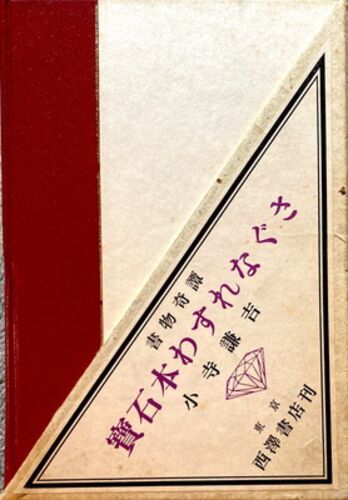 書物奇譚
寶石本わすれなぐさ
小寺謙吉
東京
西澤書店刊